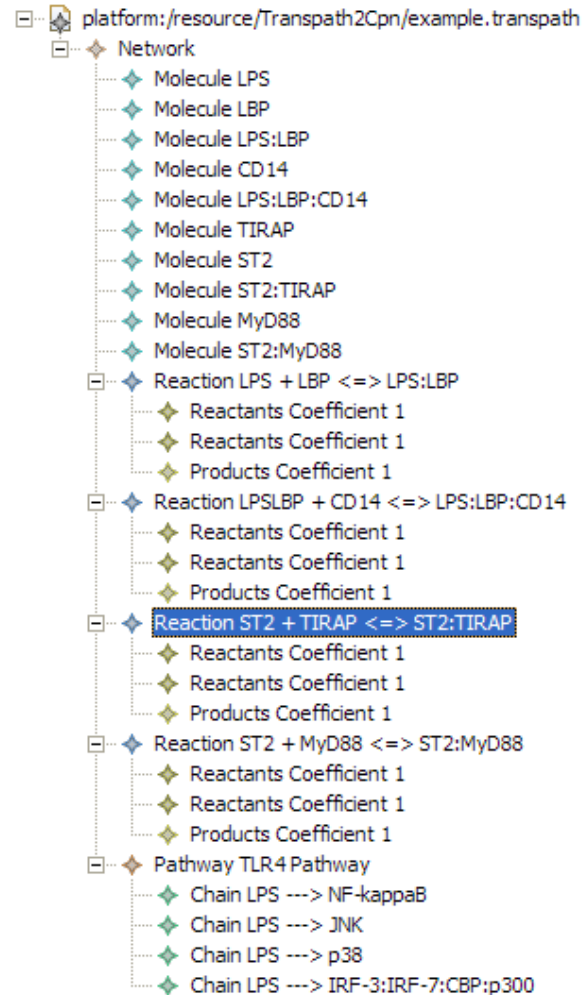 platform:/resource/Transpath2Cpn/example.transpath
Network
Molecule LPS
Molecule LBP
Molecule LPS:LBP
Molecule CD14
Molecule LPS:LBP:CD14
Molecule TIRAP
Molecule ST2
Molecule ST2:TIRAP
Molecule MyD88
Molecule ST2:MyD88
Reaction LPS + LBP <=> LPS:LBP
Reactants Coefficient 1
Reactants Coefficient 1
Products Coefficient 1
Reaction LPSLBP + CD14 <=> LPS:LBP:CD14
Reactants Coefficient 1
Reactants Coefficient 1
Products Coefficient 1
Reaction ST2 + TIRAP <=> ST2:TIRAP
Reactants Coefficient 1
Reactants Coefficient 1
Products Coefficient 1
Reaction ST2 + MyD88 <=> ST2:MyD88
Reactants Coefficient 1
Reactants Coefficient 1
Products Coefficient 1
Pathway TLR4 Pathway
Chain LPS ---> NF-kappaB
Chain LPS ---> JNK
Chain LPS ---> p38
Chain LPS ---> IRF-3:IRF-7:CBP:p300